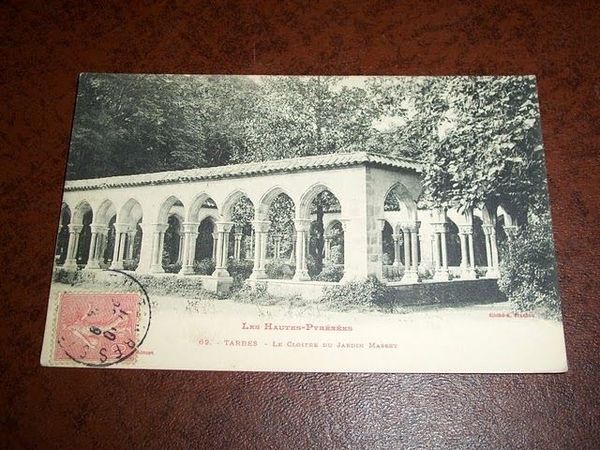 LES HAUTES-PYRÉNÉES
62. - TARBES - LE CLOITRE DU JARDIN MASSEY